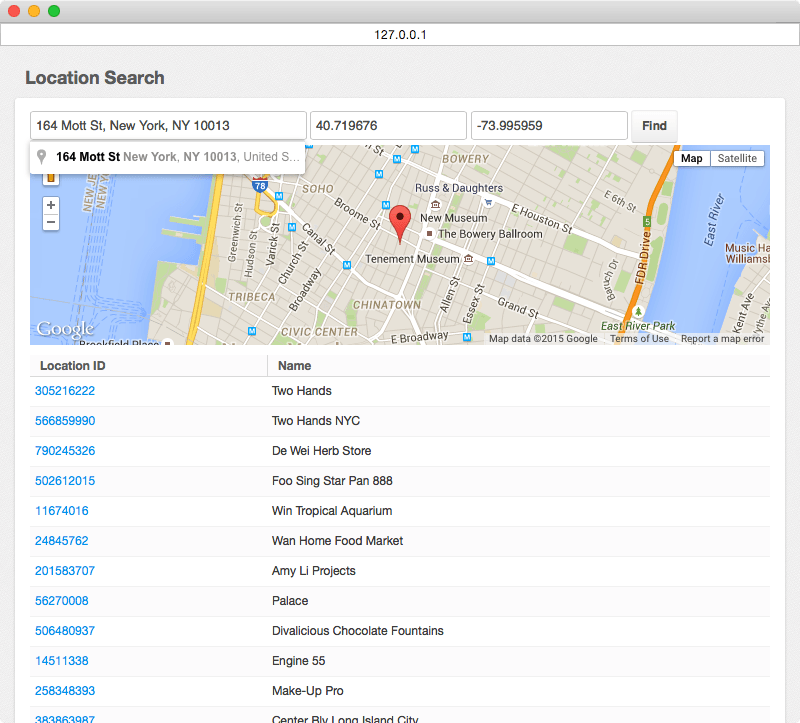 127.0.0.1
Location Search
164 Mott St, New York, NY 10013
40.719676
-73.995959
Find
164 Mott St New York, NY 10013, United S...
Map
Satellite
NEW YORK
78
SOHO
BOWERY
Russ & Daughters
Broome St
New Museum
The Bowery Ballroom
E Houston St
E 6th St
5
East River
FDR Drive
Music Ha
Williamsb
Greenwich St
Hudson St
Varick St
Canal St
Church St
Broadway
Tenement Museum
Allen St
Essex St
Baruch Dr
TRIBECA
CHINATOWN
Grand St
CIVIC CENTER
E Broadway
East River Park
Kent Ave
Google
Brookfield Place
Map data ©2015 Google
Terms of Use
Report a map error
Location ID Name
305216222 Two Hands
566859990 Two Hands NYC
790245326 De Wei Herb Store
502612015 Foo Sing Star Pan 888
11674016 Win Tropical Aquarium
24845762 Wan Home Food Market
201583707 Amy Li Projects
56270008 Palace
506480937 Divalicious Chocolate Fountains
14511338 Engine 55
258348393 Make-Up Pro
383863987 Center Blv Long Island City